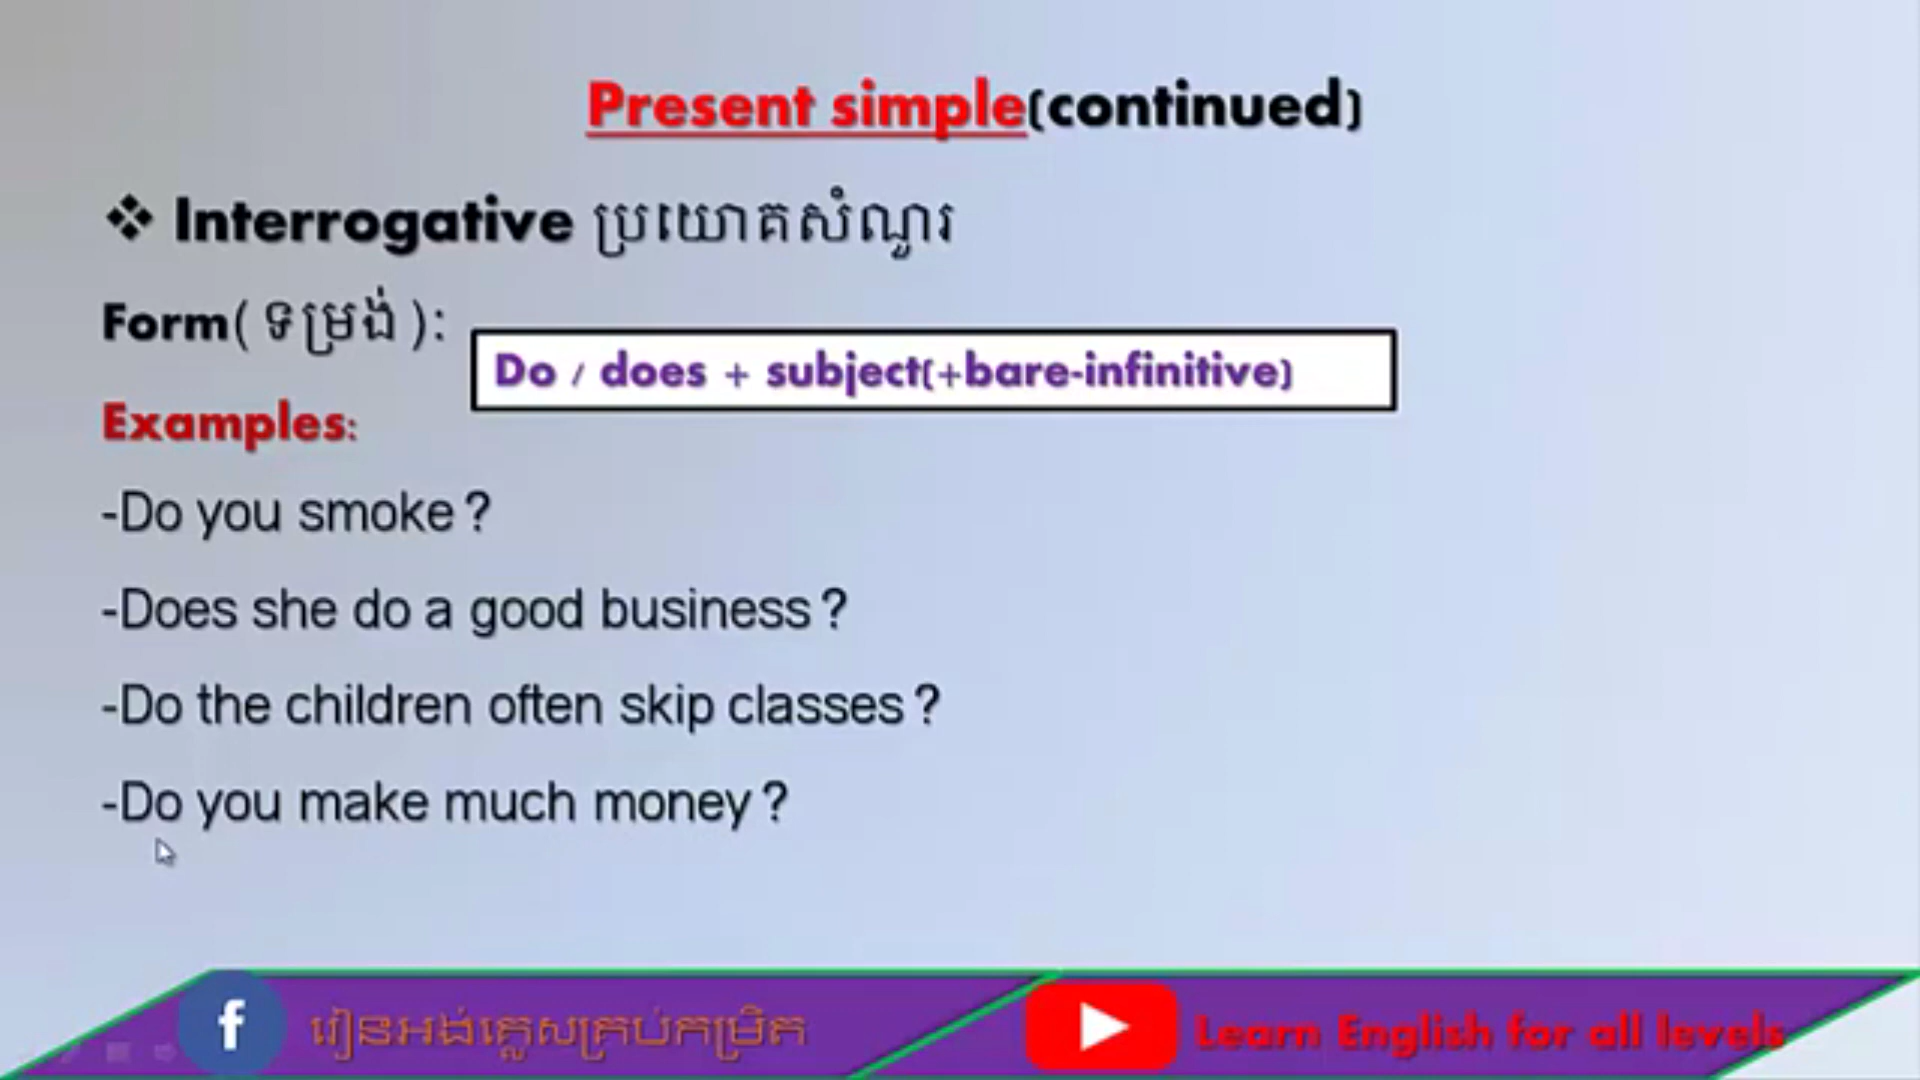 Present simple(continued)
❖ Interrogative ប្រយោគសំណួរ
Form( ទម្រង់ ):
Do / does + subject(+bare-infinitive)
Examples:
-Do you smoke ?
-Does she do a good business ?
-Do the children often skip classes ?
-Do you make much money ?
f រៀនអង់គ្លេសគ្រប់កម្រិត
Learn English for all levels